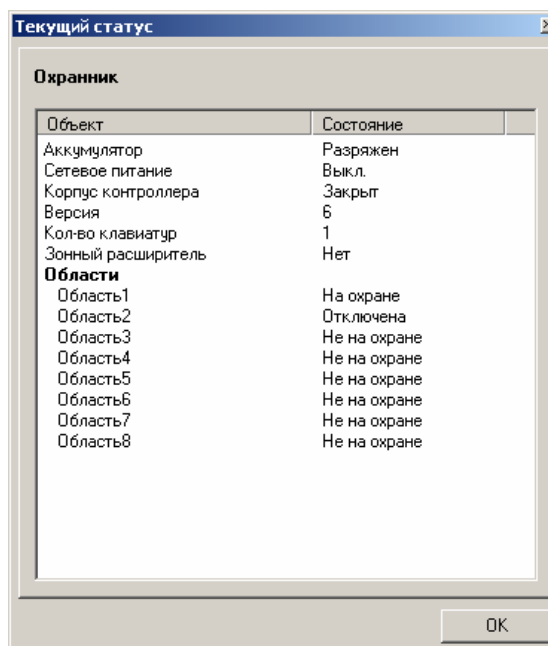 Текущий статус
Охранник
Объект Состояние
Аккумулятор Разряжен
Сетевое питание Выкл.
Корпус контроллера Закрыт
Версия 6
Кол-во клавиатур 1
Зонный расширитель Нет
Области
Область1 На охране
Область2 Отключена
Область3 Не на охране
Область4 Не на охране
Область5 Не на охране
Область6 Не на охране
Область7 Не на охране
Область8 Не на охране
OK